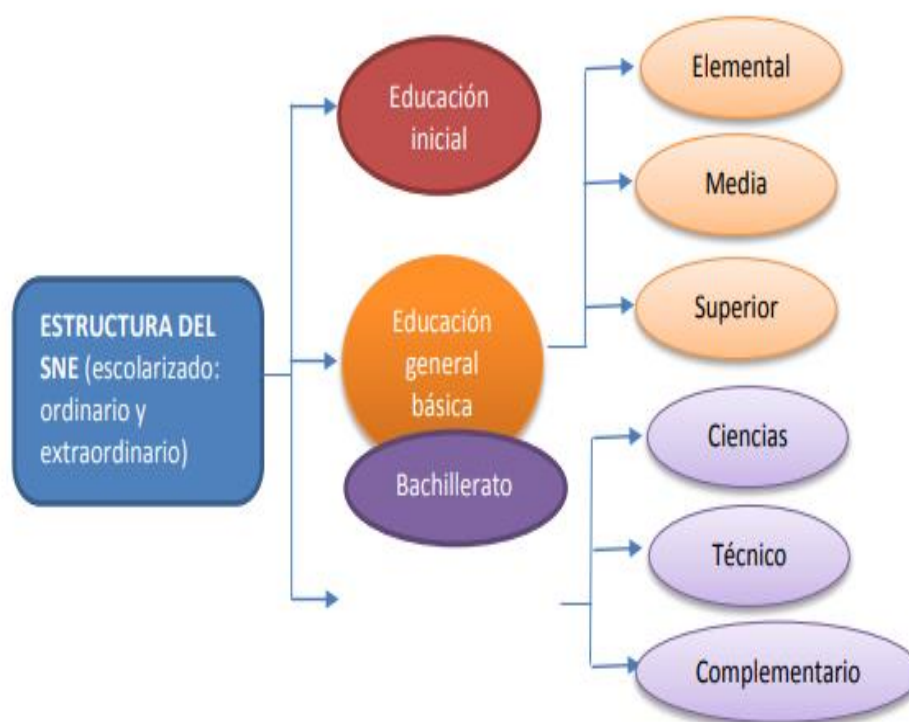 ESTRUCTURA DEL
SNE (escolarizado:
ordinario y
extraordinario)
Educación
inicial
Educación
general
básica
Bachillerato
Elemental
Media
Superior
Ciencias
Técnico
Complementario